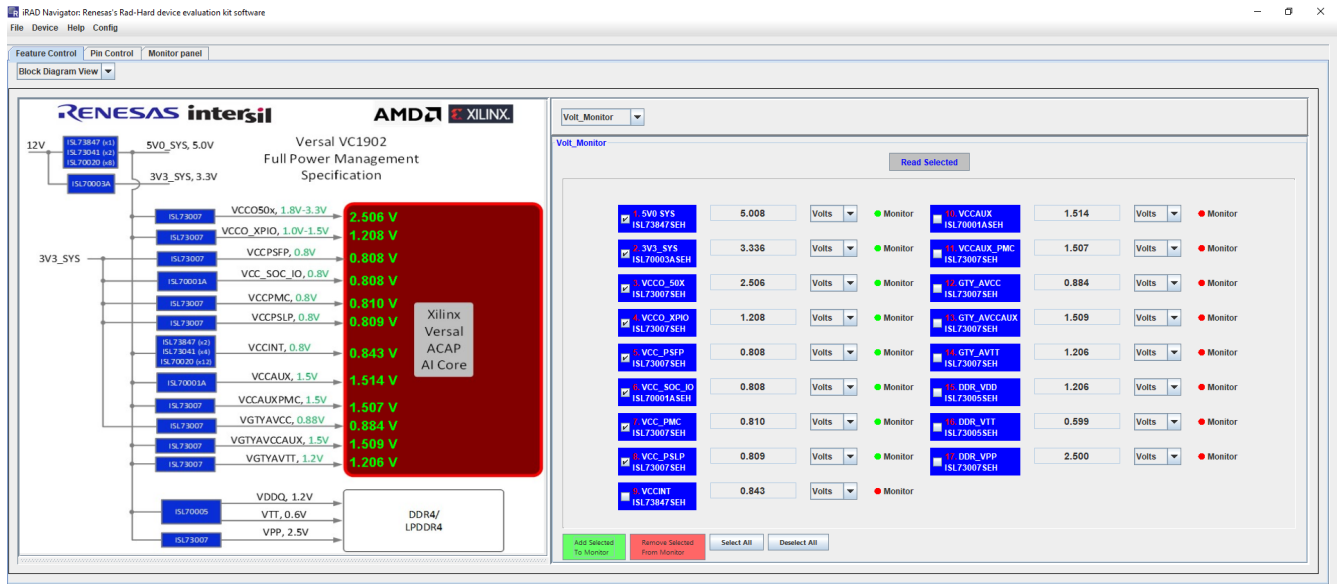 iRAD Navigator: Renesas's Rad-Hard device evaluation kit software
File Device Help Config
Feature Control Pin Control Monitor panel
Block Diagram View
RENESAS intersil AMD XILINX
Versal VC1902
Full Power Management
Specification
12V
ISL73847 (x1)
ISL73041 (x2)
ISL70020 (x6)
5V0_SYS, 5.0V
ISL70003A
3V3_SYS, 3.3V
3V3_SYS
ISL73007 VCCO50x, 1.8V-3.3V 2.506 V
ISL73007 VCCO_XPIO, 1.0V-1.5V 1.208 V
ISL73007 VCCPSFP, 0.8V 0.808 V
ISL70001A VCC_SOC_IO, 0.8V 0.808 V
ISL73007 VCCPMC, 0.8V 0.810 V
ISL73007 VCCPSLP, 0.8V 0.809 V
ISL73847 (x2)
ISL73041 (x4)
ISL70020 (x12)
VCCINT, 0.8V 0.843 V
ISL70001A VCCAUX, 1.5V 1.514 V
ISL73007 VCCAUXPMC, 1.5V 1.507 V
ISL73007 VGTYAVCC, 0.88V 0.884 V
ISL73007 VGTYAVCCAUX, 1.5V 1.509 V
ISL73007 VGTYAVTT, 1.2V 1.206 V
Xilinx
Versal
ACAP
AI Core
VDDQ, 1.2V
ISL70005 VTT, 0.6V
ISL73007 VPP, 2.5V
DDR4/
LPDDR4
Volt_Monitor
Volt_Monitor
Read Selected
1. 5V0 SYS
ISL73847SEH
5.008 Volts Monitor
2. 3V3_SYS
ISL70003ASEH
3.336 Volts Monitor
3. VCCO_50X
ISL73007SEH
2.506 Volts Monitor
4. VCCO_XPIO
ISL73007SEH
1.208 Volts Monitor
5. VCC_PSFP
ISL73007SEH
0.808 Volts Monitor
6. VCC_SOC_IO
ISL70001ASEH
0.808 Volts Monitor
7. VCC_PMC
ISL73007SEH
0.810 Volts Monitor
8. VCC_PSLP
ISL73007SEH
0.809 Volts Monitor
9. VCCINT
ISL73847SEH
0.843 Volts Monitor
10. VCCAUX
ISL70001ASEH
1.514 Volts Monitor
11. VCCAUX_PMC
ISL73007SEH
1.507 Volts Monitor
12. GTY_AVCC
ISL73007SEH
0.884 Volts Monitor
13. GTY_AVCCAUX
ISL73007SEH
1.509 Volts Monitor
14. GTY_AVTT
ISL73007SEH
1.206 Volts Monitor
15. DDR_VDD
ISL73005SEH
1.206 Volts Monitor
16. DDR_VTT
ISL73005SEH
0.599 Volts Monitor
17. DDR_VPP
ISL73007SEH
2.500 Volts Monitor
Add Selected
To Monitor
Remove Selected
From Monitor
Select All Deselect All